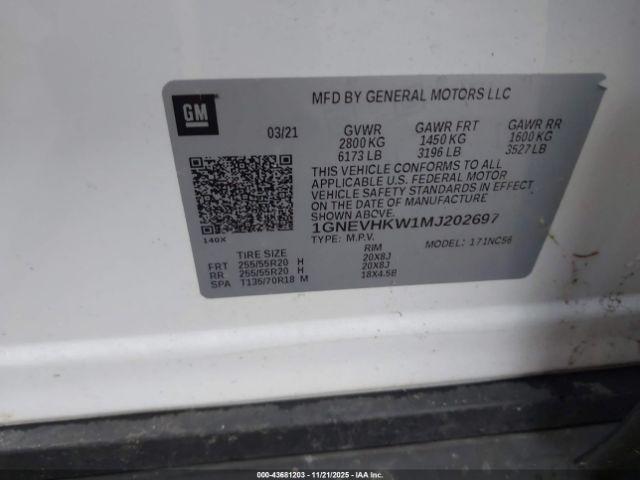 GM
MFD BY GENERAL MOTORS LLC
03/21 GVWR GAWR FRT GAWR RR
2800 KG 1450 KG 1600 KG
6173 LB 3196 LB 3527 LB
THIS VEHICLE CONFORMS TO ALL
APPLICABLE U.S. FEDERAL MOTOR
VEHICLE SAFETY STANDARDS IN EFFECT
ON THE DATE OF MANUFACTURE
SHOWN ABOVE.
1GNEVHKW1MJ202697
140X
TYPE: M.P.V. MODEL: 171NC56
TIRE SIZE RIM
FRT 255/55R20 H 20X8J
RR 255/55R20 H 20X8J
SPA T135/70R18 M 18X4.5B
000-43681203 - 11/21/2025 - IAAI.COM